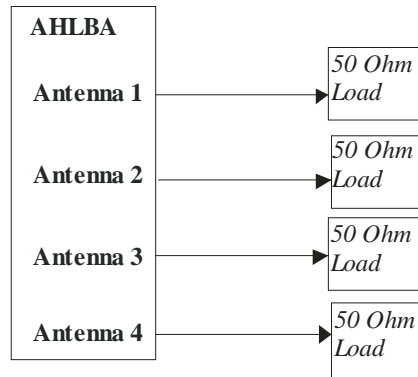 AHLBA
Antenna 1
50 Ohm
Load
Antenna 2
50 Ohm
Load
Antenna 3
50 Ohm
Load
Antenna 4
50 Ohm
Load